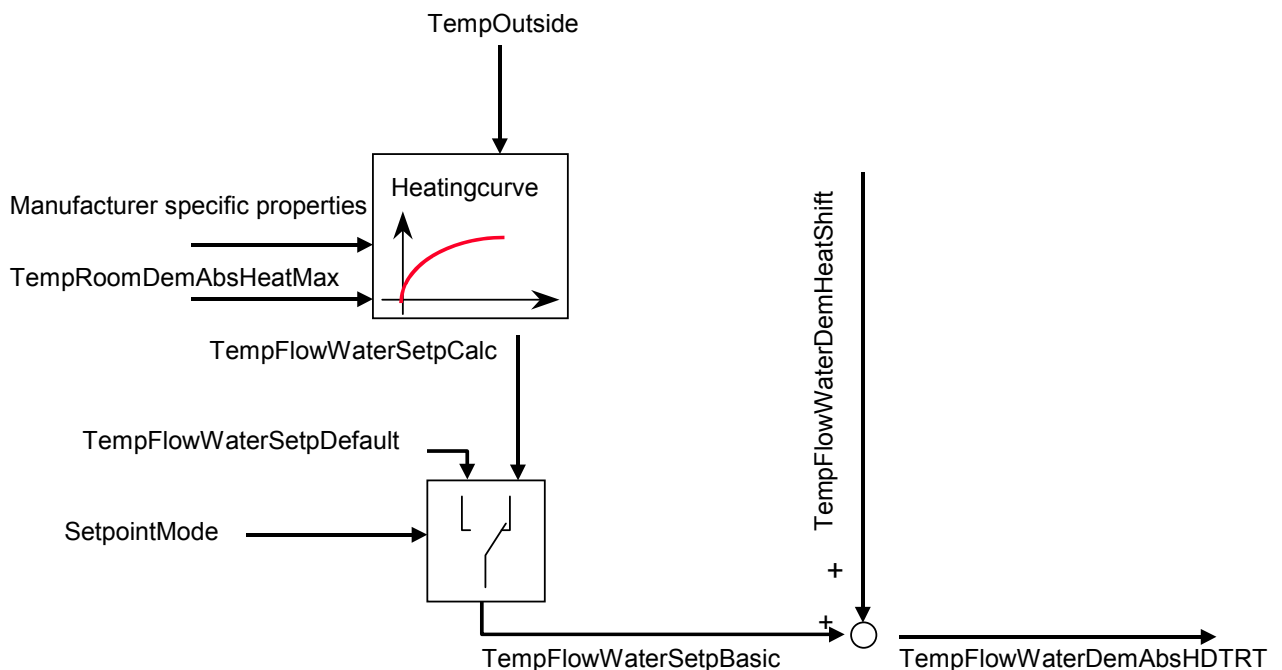 TempOutside
Heatingcurve
Manufacturer specific properties
TempRoomDemAbsHeatMax
TempFlowWaterSetpCalc
TempFlowWaterDemHeatShift
TempFlowWaterSetpDefault
SetpointMode
+
+
TempFlowWaterSetpBasic
TempFlowWaterDemAbsHDTRT